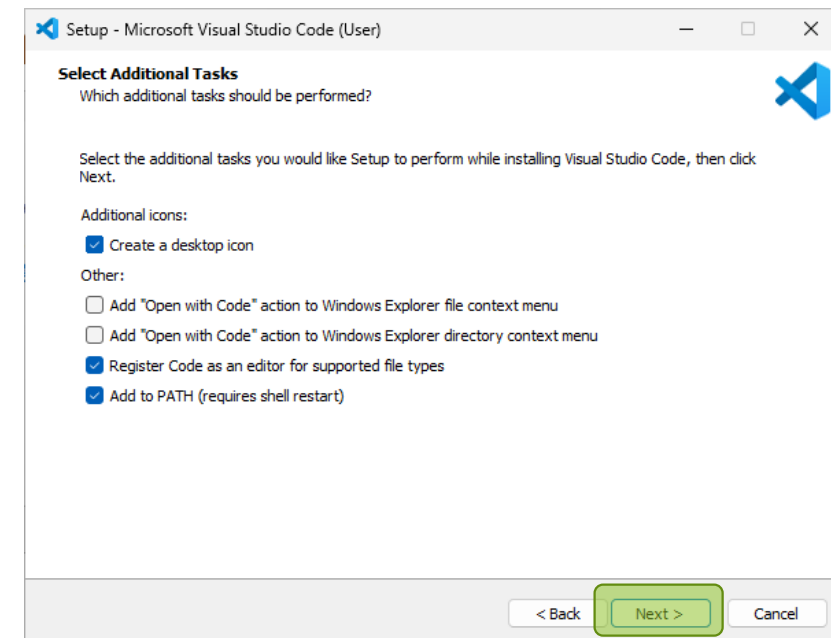 Setup - Microsoft Visual Studio Code (User)
Select Additional Tasks
Which additional tasks should be performed?
Select the additional tasks you would like Setup to perform while installing Visual Studio Code, then click
Next.
Additional icons:
Create a desktop icon
Other:
Add "Open with Code" action to Windows Explorer file context menu
Add "Open with Code" action to Windows Explorer directory context menu
Register Code as an editor for supported file types
Add to PATH (requires shell restart)
< Back Next > Cancel